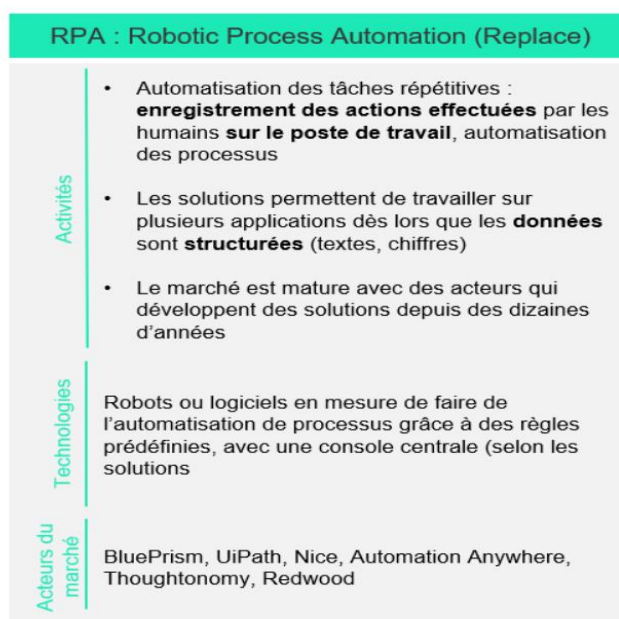 RPA : Robotic Process Automation (Replace)
Activités
• Automatisation des tâches répétitives :
enregistrement des actions effectuées par les
humains sur le poste de travail, automatisation
des processus
• Les solutions permettent de travailler sur
plusieurs applications dès lors que les données
sont structurées (textes, chiffres)
• Le marché est mature avec des acteurs qui
développent des solutions depuis des dizaines
d'années
Technologies
Robots ou logiciels en mesure de faire de
l'automatisation de processus grâce à des règles
prédéfinies, avec une console centrale (selon les
solutions
Acteurs du
marché
BluePrism, UiPath, Nice, Automation Anywhere,
Thoughtonomy, Redwood